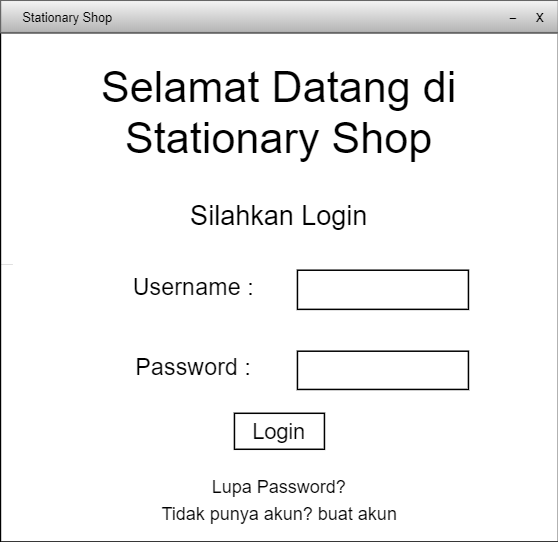 Stationary Shop – X
Selamat Datang di
Stationary Shop
Silahkan Login
Username :
Password :
Login
Lupa Password?
Tidak punya akun? buat akun